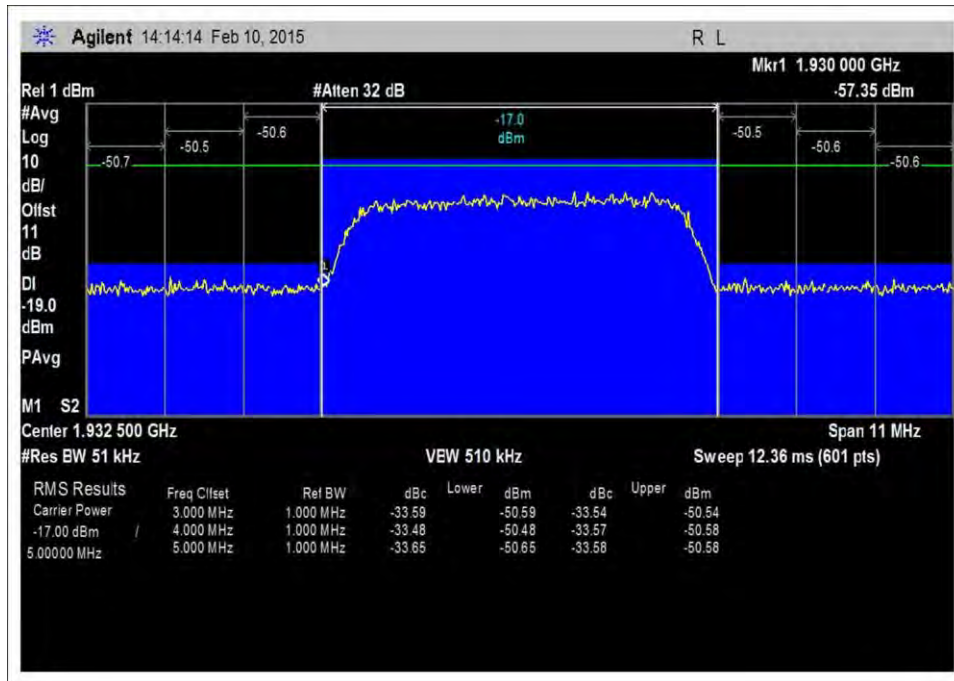 Agilent 14:14:14 Feb 10, 2015 R L
Mkr1 1.930 000 GHz
Rel 1 dBm #Atten 32 dB -57.35 dBm
#Avg
Log
10
dB/
Offst
11
dB
DI
-19.0
dBm
PAvg
M1 S2
-50.7 -50.5 -50.6 -17.0 dBm -50.5 -50.6 -50.6
1
Center 1.932 500 GHz Span 11 MHz
#Res BW 51 kHz VBW 510 kHz Sweep 12.36 ms (601 pts)
RMS Results Freq Offset Ref BW dBc Lower dBm dBc Upper dBm
Carrier Power 3.000 MHz 1.000 MHz -33.59 -50.59 -33.54 -50.54
-17.00 dBm / 4.000 MHz 1.000 MHz -33.48 -50.48 -33.57 -50.58
5.00000 MHz 5.000 MHz 1.000 MHz -33.65 -50.65 -33.58 -50.58